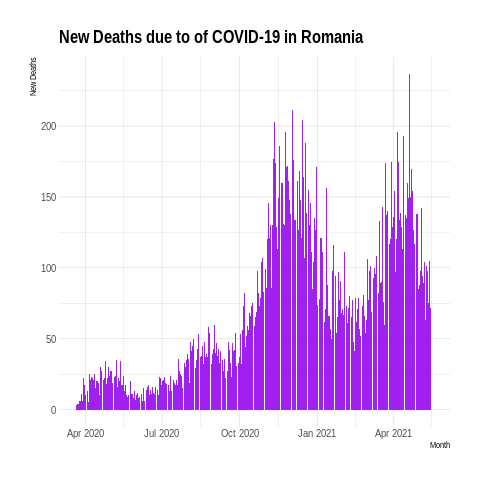 New Deaths due to of COVID-19 in Romania
New Deaths
200
150
100
50
0
Apr 2020
Jul 2020
Oct 2020
Jan 2021
Apr 2021
Month